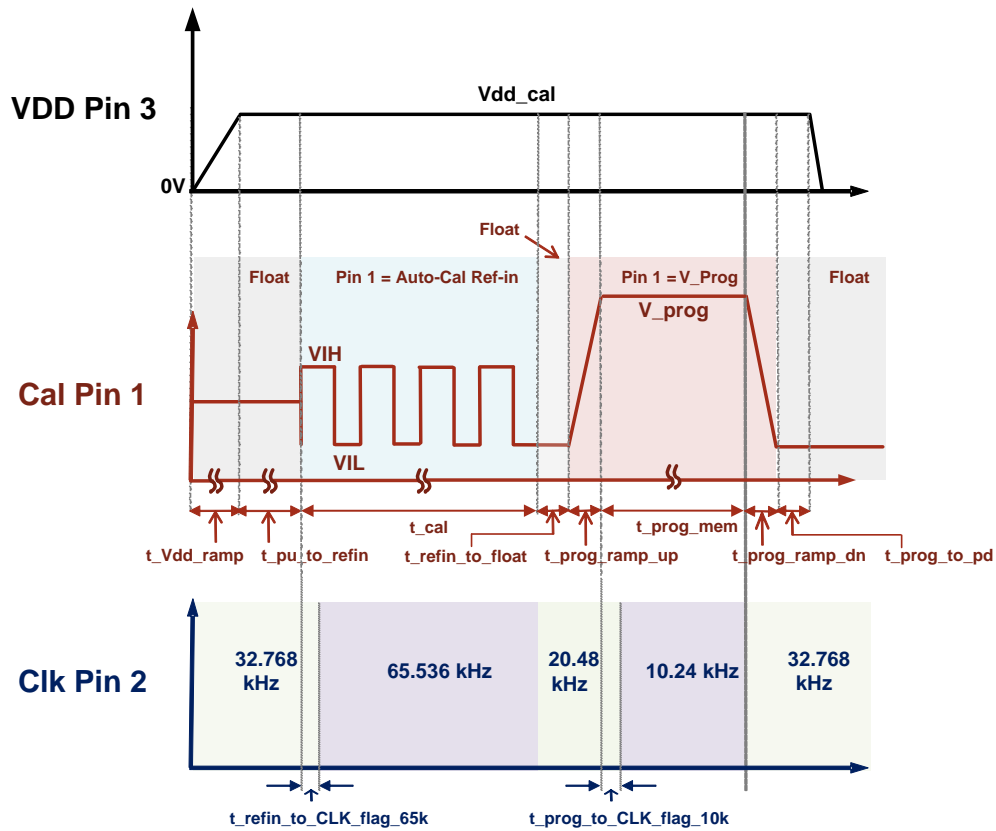 Vdd_cal
VDD Pin 3
0V
Float
Float
Pin 1 = Auto-Cal Ref-in
Pin 1 = V_Prog
Float
V_prog
VIH
Cal Pin 1
VIL
t_cal
t_prog_mem
t_Vdd_ramp
t_pu_to_refin
t_refin_to_float
t_prog_ramp_up
t_prog_ramp_dn
t_prog_to_pd
Clk Pin 2
32.768
kHz
65.536 kHz
20.48
kHz
10.24 kHz
32.768
kHz
t_refin_to_CLK_flag_65k
t_prog_to_CLK_flag_10k